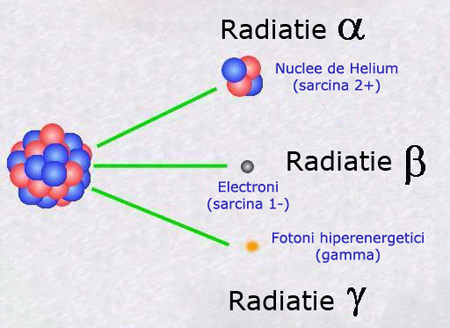 Radiatie α
Nuclee de Helium
(sarcina 2+)
Radiatie β
Electroni
(sarcina 1-)
Fotoni hiperenergetici
(gamma)
Radiatie γ